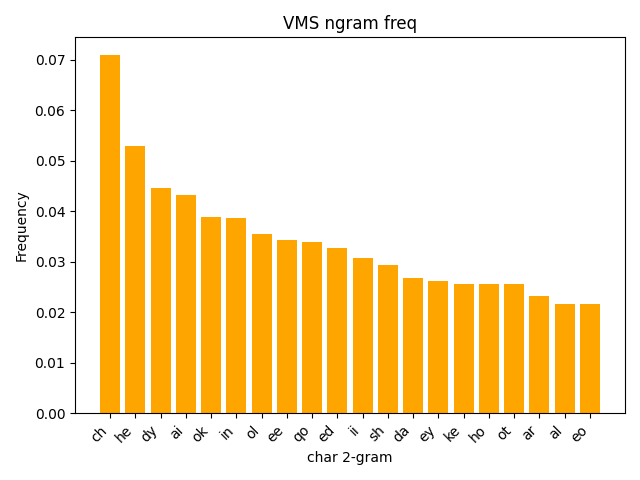 VMS ngram freq
Frequency
0.07
0.06
0.05
0.04
0.03
0.02
0.01
0.00
ch he dy ai ok in ol ee qo ed ii sh da ey ke ho ot ar al eo
char 2-gram